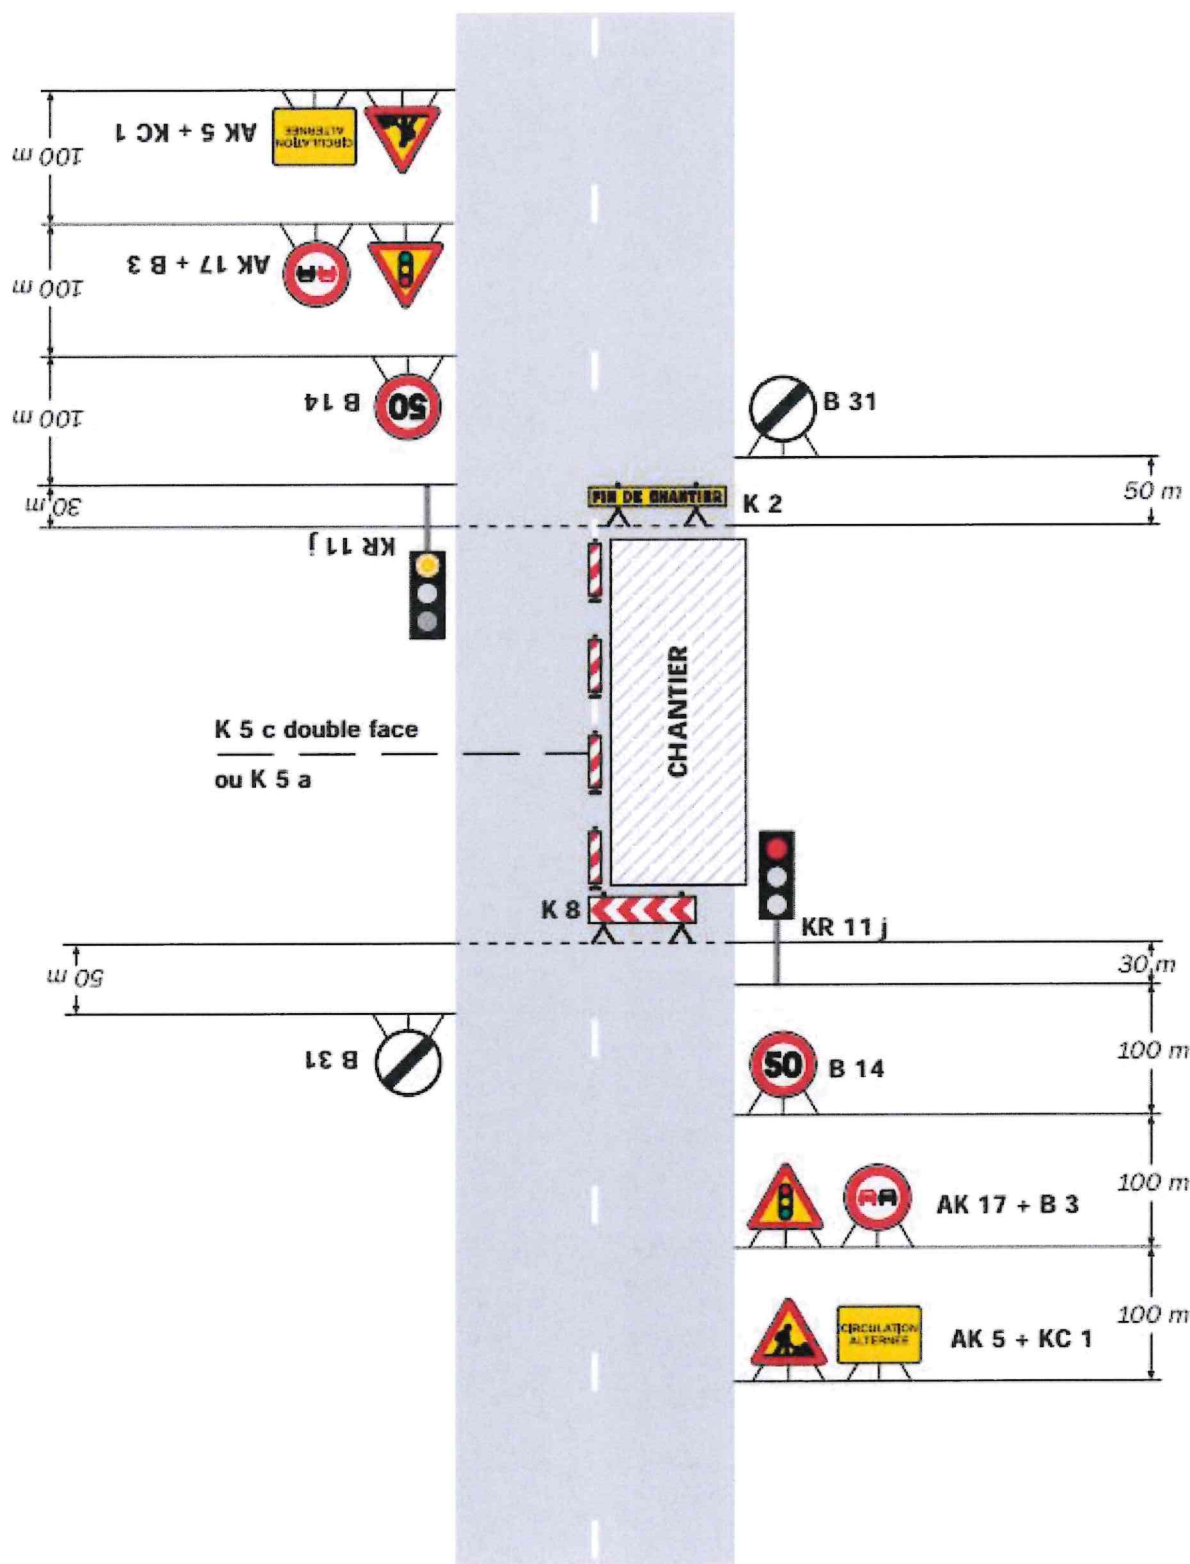 AK 5 + KC 1
CIRCULATION
ALTERNÉE
100 m
AK 17 + B 3
100 m
B 14
50
100 m
B 31
50 m
30 m
FIN DE CHANTIER
K 2
KR 11 j
CHANTIER
K 5 c double face
ou K 5 a
K 8
KR 11 j
30 m
50 m
B 31
50
B 14
100 m
AK 17 + B 3
100 m
CIRCULATION
ALTERNÉE
AK 5 + KC 1
100 m